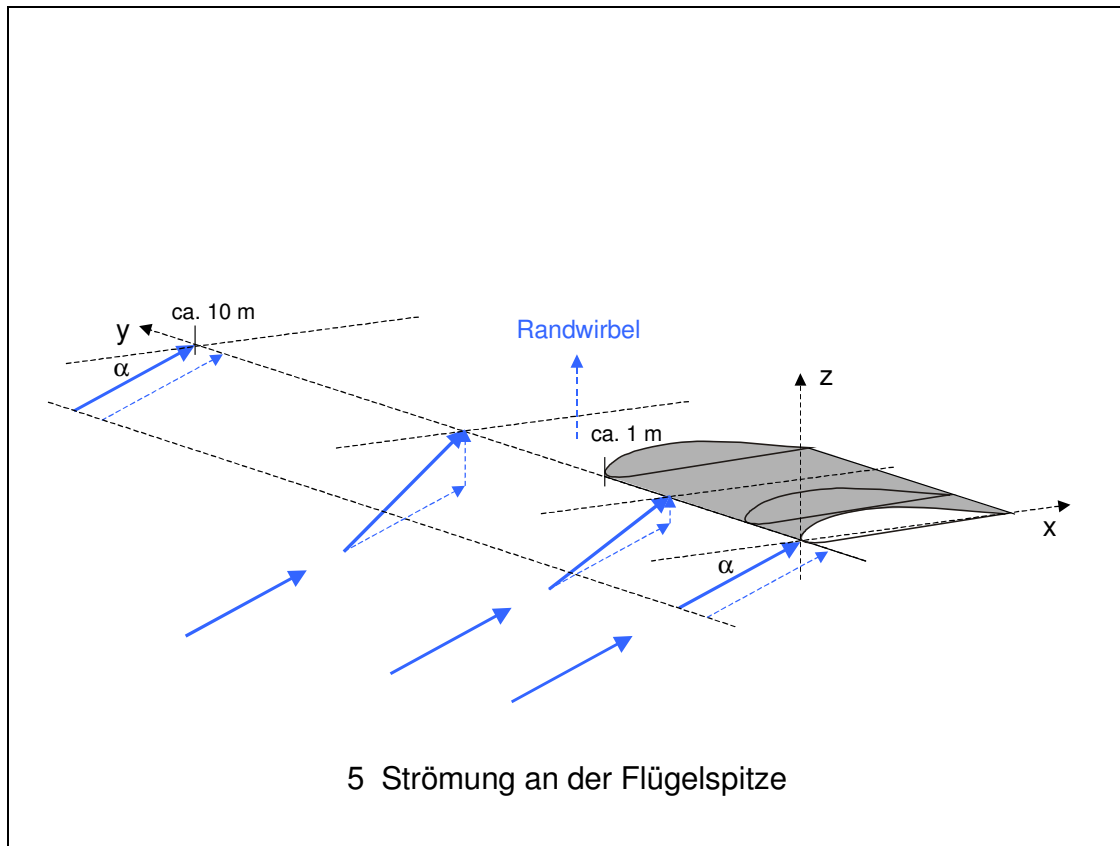 ca. 10 m
y
α
Randwirbel
z
ca. 1 m
x
α
5 Strömung an der Flügelspitze